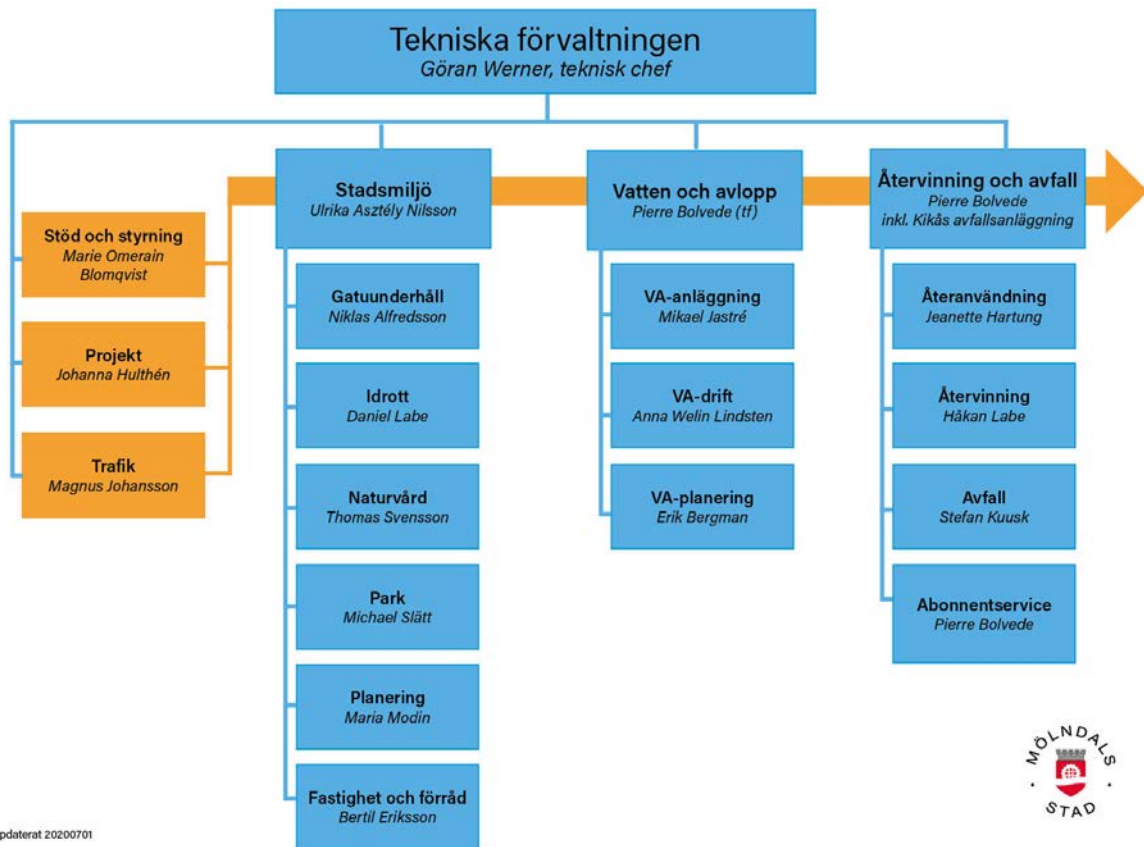 Tekniska förvaltningen
Göran Werner, teknisk chef
Stöd och styrning
Marie Omerain
Blomqvist
Projekt
Johanna Hulthén
Trafik
Magnus Johansson
Stadsmiljö
Ulrika Asztély Nilsson
Gatuunderhåll
Niklas Alfredsson
Idrott
Daniel Labe
Naturvård
Thomas Svensson
Park
Michael Slätt
Planering
Maria Modin
Fastighet och förråd
Bertil Eriksson
Vatten och avlopp
Pierre Bolvede (tf)
VA-anläggning
Mikael Jastré
VA-drift
Anna Welin Lindsten
VA-planering
Erik Bergman
Återvinning och avfall
Pierre Bolvede
inkl. Kikås avfallsanläggning
Återanvändning
Jeanette Hartung
Återvinning
Håkan Labe
Avfall
Stefan Kuusk
Abonnentservice
Pierre Bolvede
MÖLNDALS
STAD
pdaterat 20200701